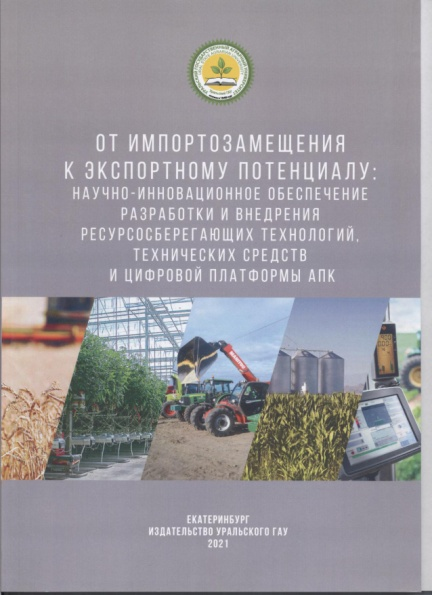 ОТ ИМПОРТОЗАМЕЩЕНИЯ
К ЭКСПОРТНОМУ ПОТЕНЦИАЛУ:
НАУЧНО-ИННОВАЦИОННОЕ ОБЕСПЕЧЕНИЕ
РАЗРАБОТКИ И ВНЕДРЕНИЯ
РЕСУРСОСБЕРЕГАЮЩИХ ТЕХНОЛОГИЙ,
ТЕХНИЧЕСКИХ СРЕДСТВ
И ЦИФРОВОЙ ПЛАТФОРМЫ АПК
ЕКАТЕРИНБУРГ
ИЗДАТЕЛЬСТВО УРАЛЬСКОГО ГАУ
2021